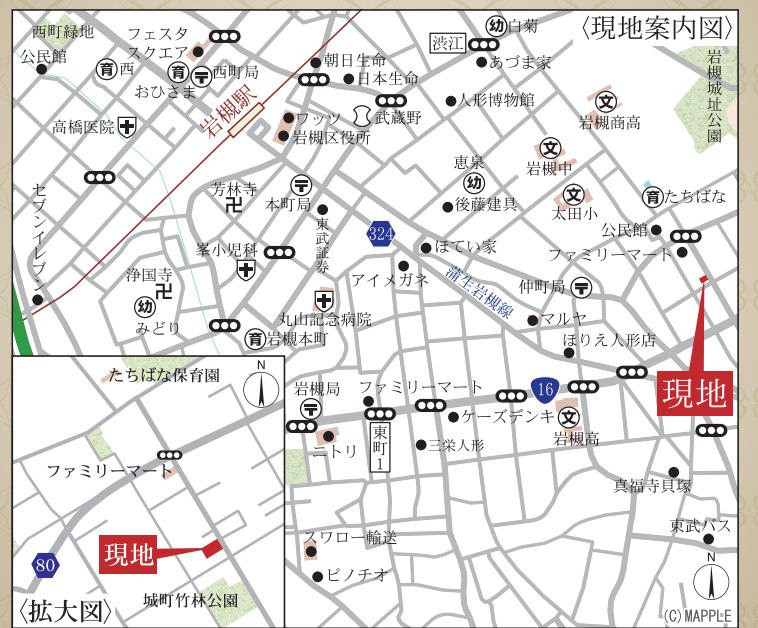 〈現地案内図〉
西町緑地
フェスタ
スクエア
公民館
育
西
育
おひさま
〒
西町局
朝日生命
日本生命
渋江
幼
白菊
あづま家
人形博物館
文
岩槻商高
岩槻城址公園
高橋医院
岩槻駅
ワッツ
岩槻区役所
武蔵野
文
岩槻中
恵泉
幼
後藤建具
文
太田小
育
たちばな
公民館
ファミリーマート
セブンイレブン
芳林寺
卍
〒
本町局
東武証券
324
ほてい家
峯小児科
アイメガネ
蒲生岩槻線
仲町局
〒
浄国寺
卍
幼
みどり
丸山記念病院
育
岩槻本町
マルヤ
ほりえ人形店
現地
16
岩槻局
〒
ファミリーマート
ケーズデンキ
文
岩槻高
ニトリ
東町1
三栄人形
真福寺貝塚
スワロー輸送
ピノチオ
東武バス
N
(C)MAPPLE
たちばな保育園
N
ファミリーマート
現地
80
城町竹林公園
〈拡大図〉